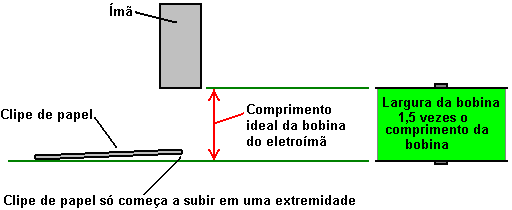 Ímã
Clipe de papel
Comprimento
ideal da bobina
do eletroímã
Largura da bobina
1,5 vezes o
comprimento da
bobina
Clipe de papel só começa a subir em uma extremidade